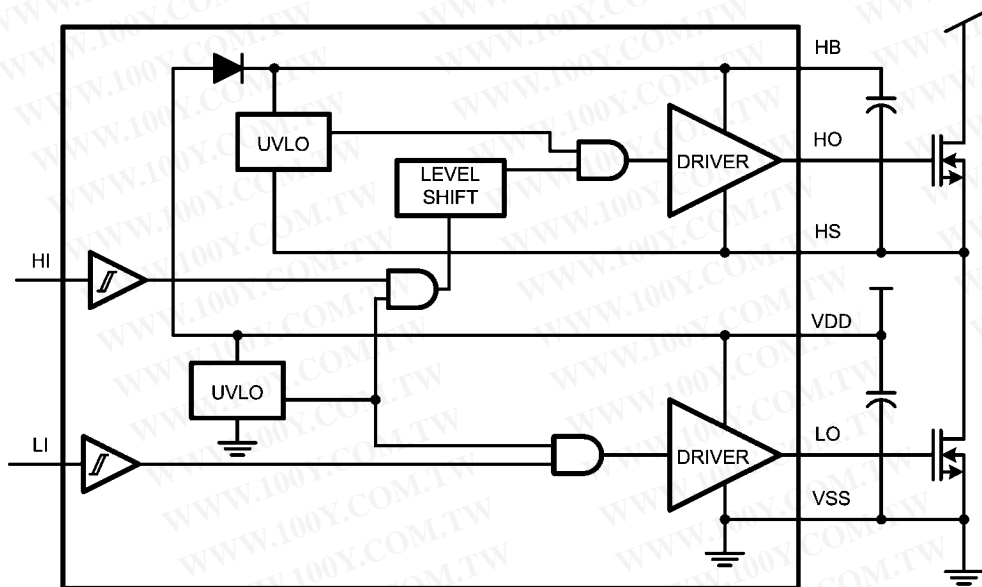 HB
UVLO
HO
DRIVER
LEVEL
SHIFT
HS
HI
VDD
UVLO
LI
LO
DRIVER
VSS
WWW.100Y.COM.TW